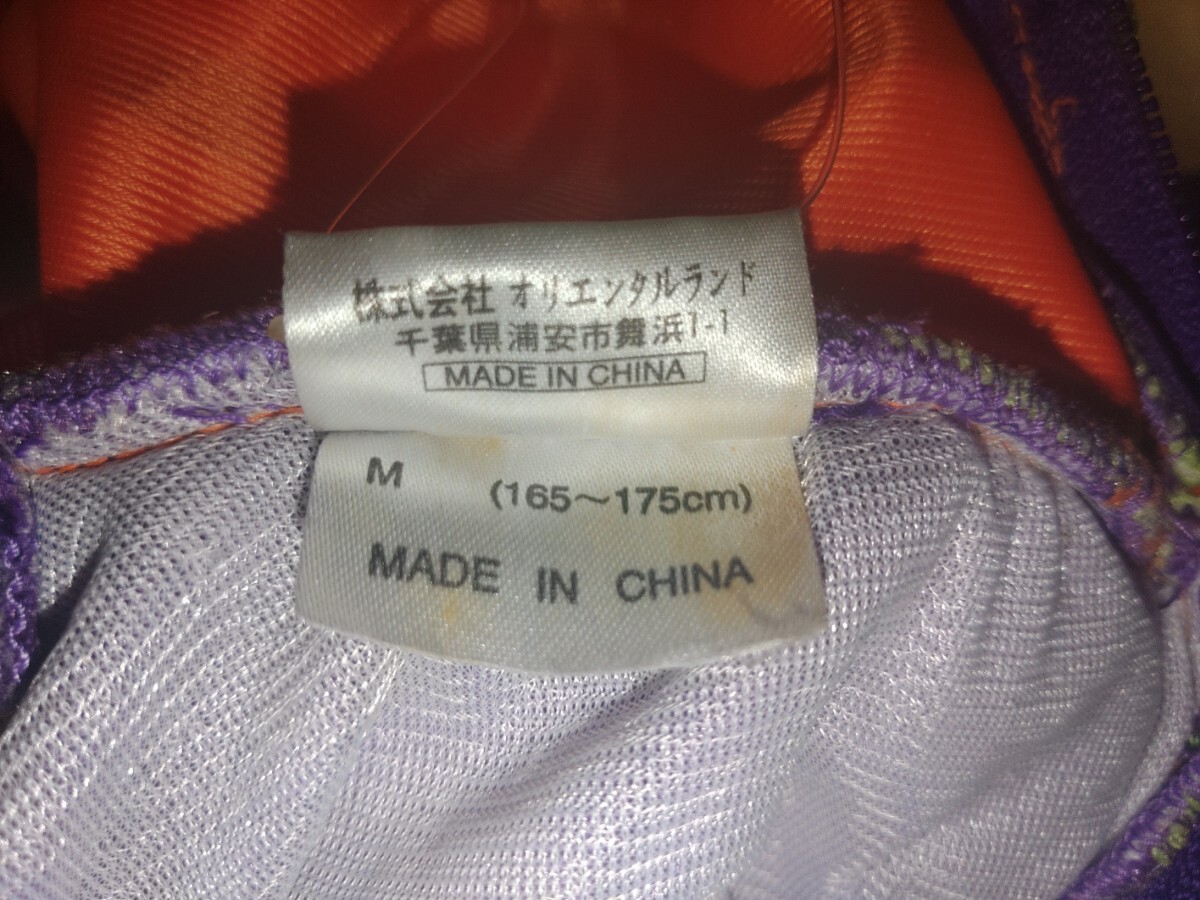 株式会社 オリエンタルランド
千葉県浦安市舞浜1-1
MADE IN CHINA
M (165～175cm)
MADE IN CHINA